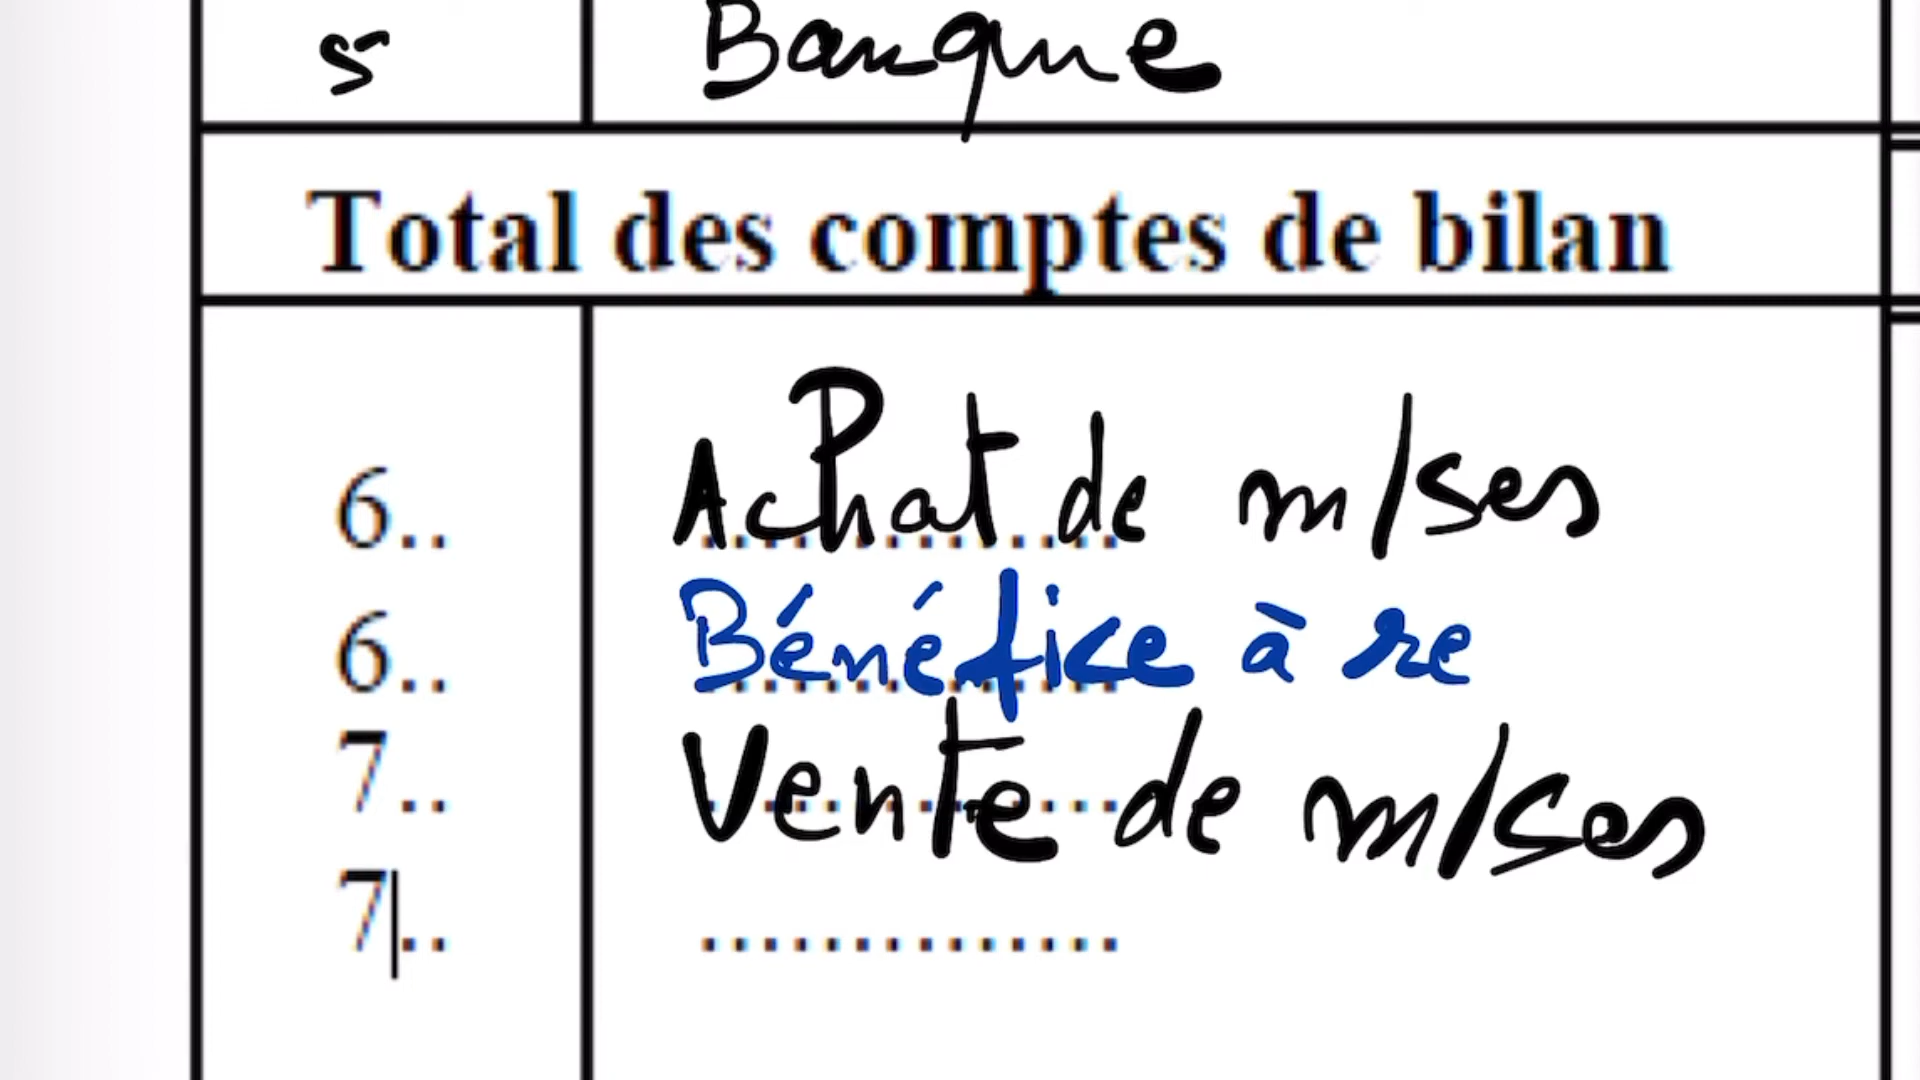 5 Banque
Total des comptes de bilan
6.. Achat de m/ses
6.. Bénéfice à re
7.. Vente de m/ses
7.. ..............